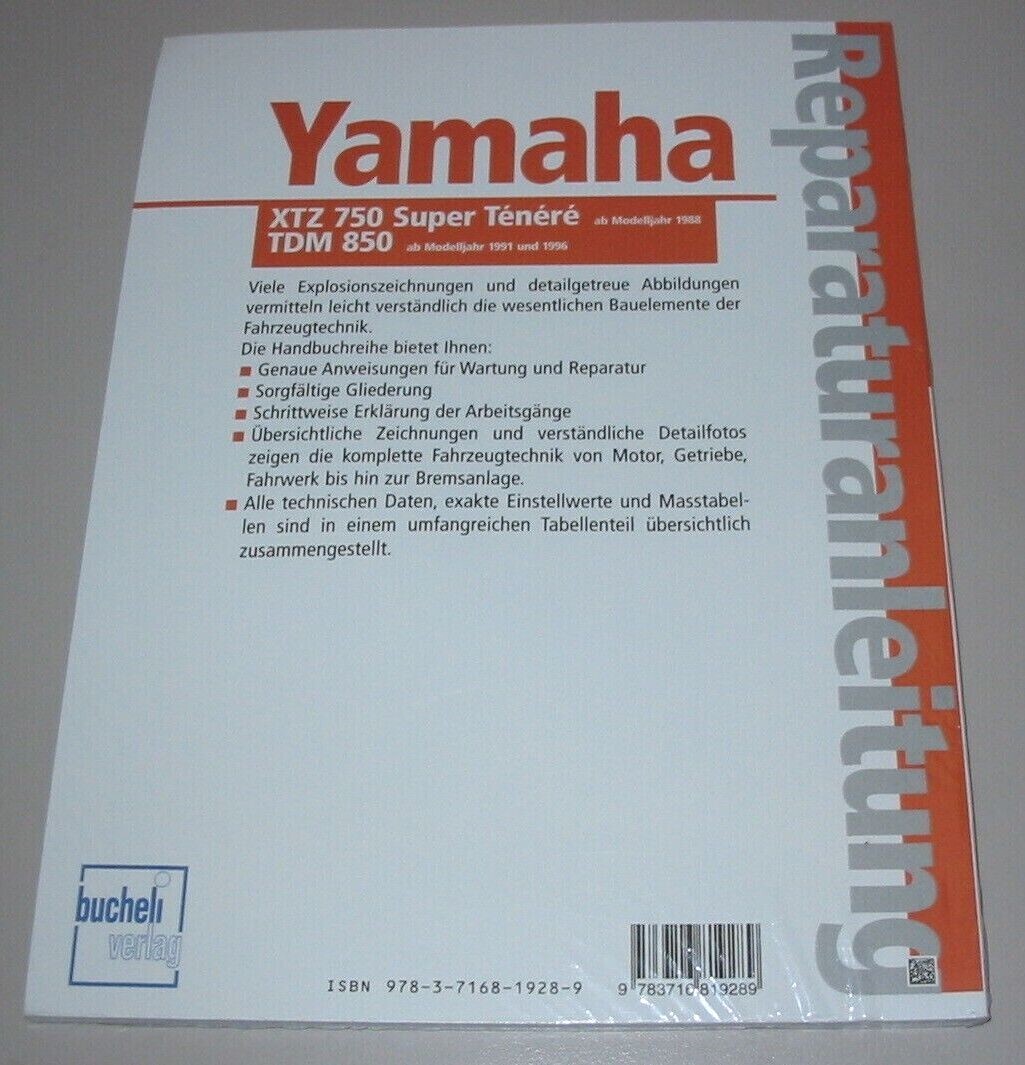 Yamaha
XTZ 750 Super Ténéré ab Modelljahr 1988
TDM 850 ab Modelljahr 1991 und 1996
Viele Explosionszeichnungen und detailgetreue Abbildungen
vermitteln leicht verständlich die wesentlichen Bauelemente der
Fahrzeugtechnik.
Die Handbuchreihe bietet Ihnen:
■ Genaue Anweisungen für Wartung und Reparatur
■ Sorgfältige Gliederung
■ Schrittweise Erklärung der Arbeitsgänge
■ Übersichtliche Zeichnungen und verständliche Detailfotos
zeigen die komplette Fahrzeugtechnik von Motor, Getriebe,
Fahrwerk bis hin zur Bremsanlage.
■ Alle technischen Daten, exakte Einstellwerte und Masstabel-
len sind in einem umfangreichen Tabellenteil übersichtlich
zusammengestellt.
Reparaturanleitung
bucheli
verlag
ISBN 978-3-7168-1928-9
9 783716 819289